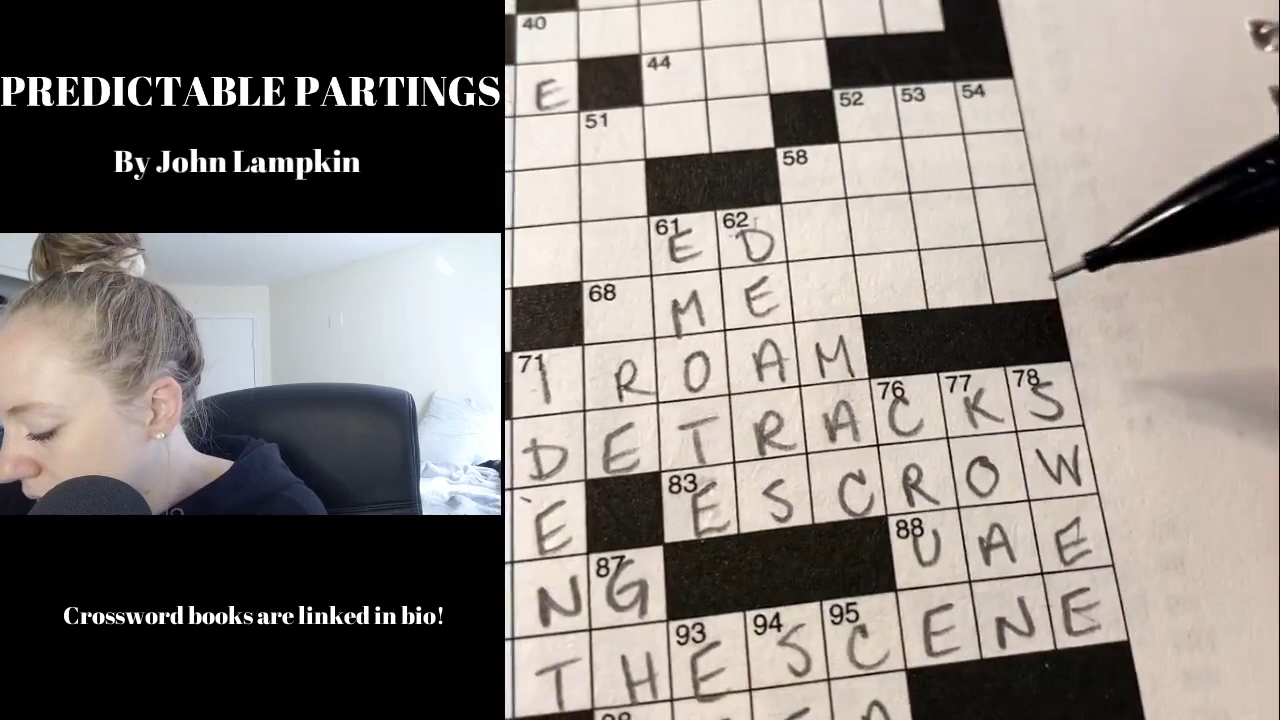 PREDICTABLE PARTINGS
By John Lampkin
Crossword books are linked in bio!
40
E 44
51 52 53 54
58
61 E 62 D
68 M E
71 I R O A M
D E T R A 76 C 77 K 78 S
E 83 E S C R O W
N 87 G 88 U A E
T H 93 E 94 S 95 C E N E